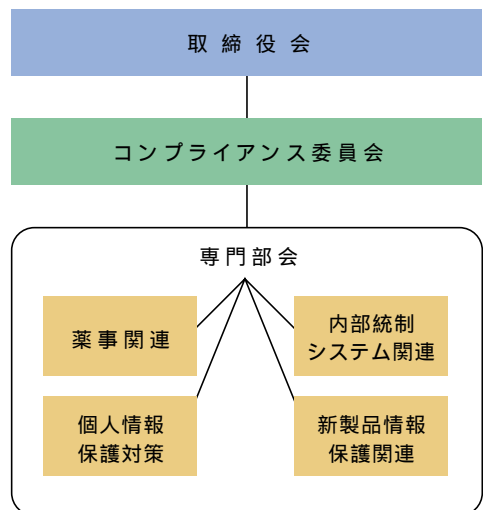 取締役会
コンプライアンス委員会
専門部会
薬事関連
内部統制
システム関連
個人情報
保護対策
新製品情報
保護関連